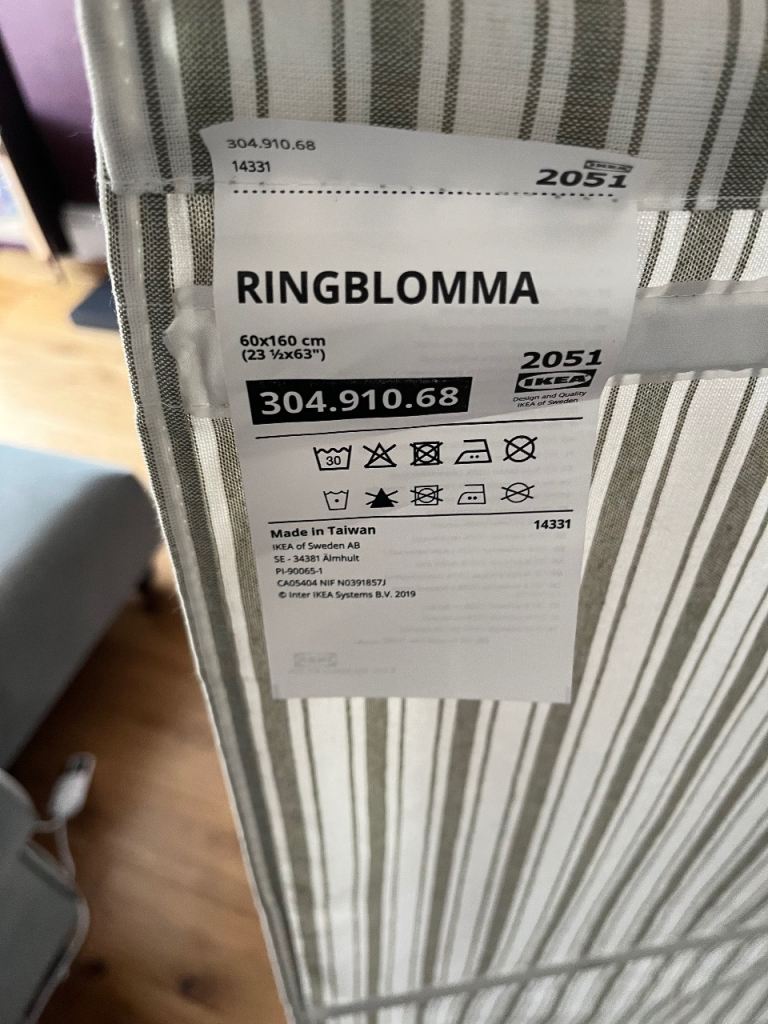 304.910.68
14331
IKEA
2051
RINGBLOMMA
60x160 cm
(23 ½x63")
2051
IKEA
Design and Quality
IKEA of Sweden
304.910.68
30
Made in Taiwan
14331
IKEA of Sweden AB
SE - 34381 Älmhult
PI-90065-1
CA05404 NIF N0391857J
© Inter IKEA Systems B.V. 2019